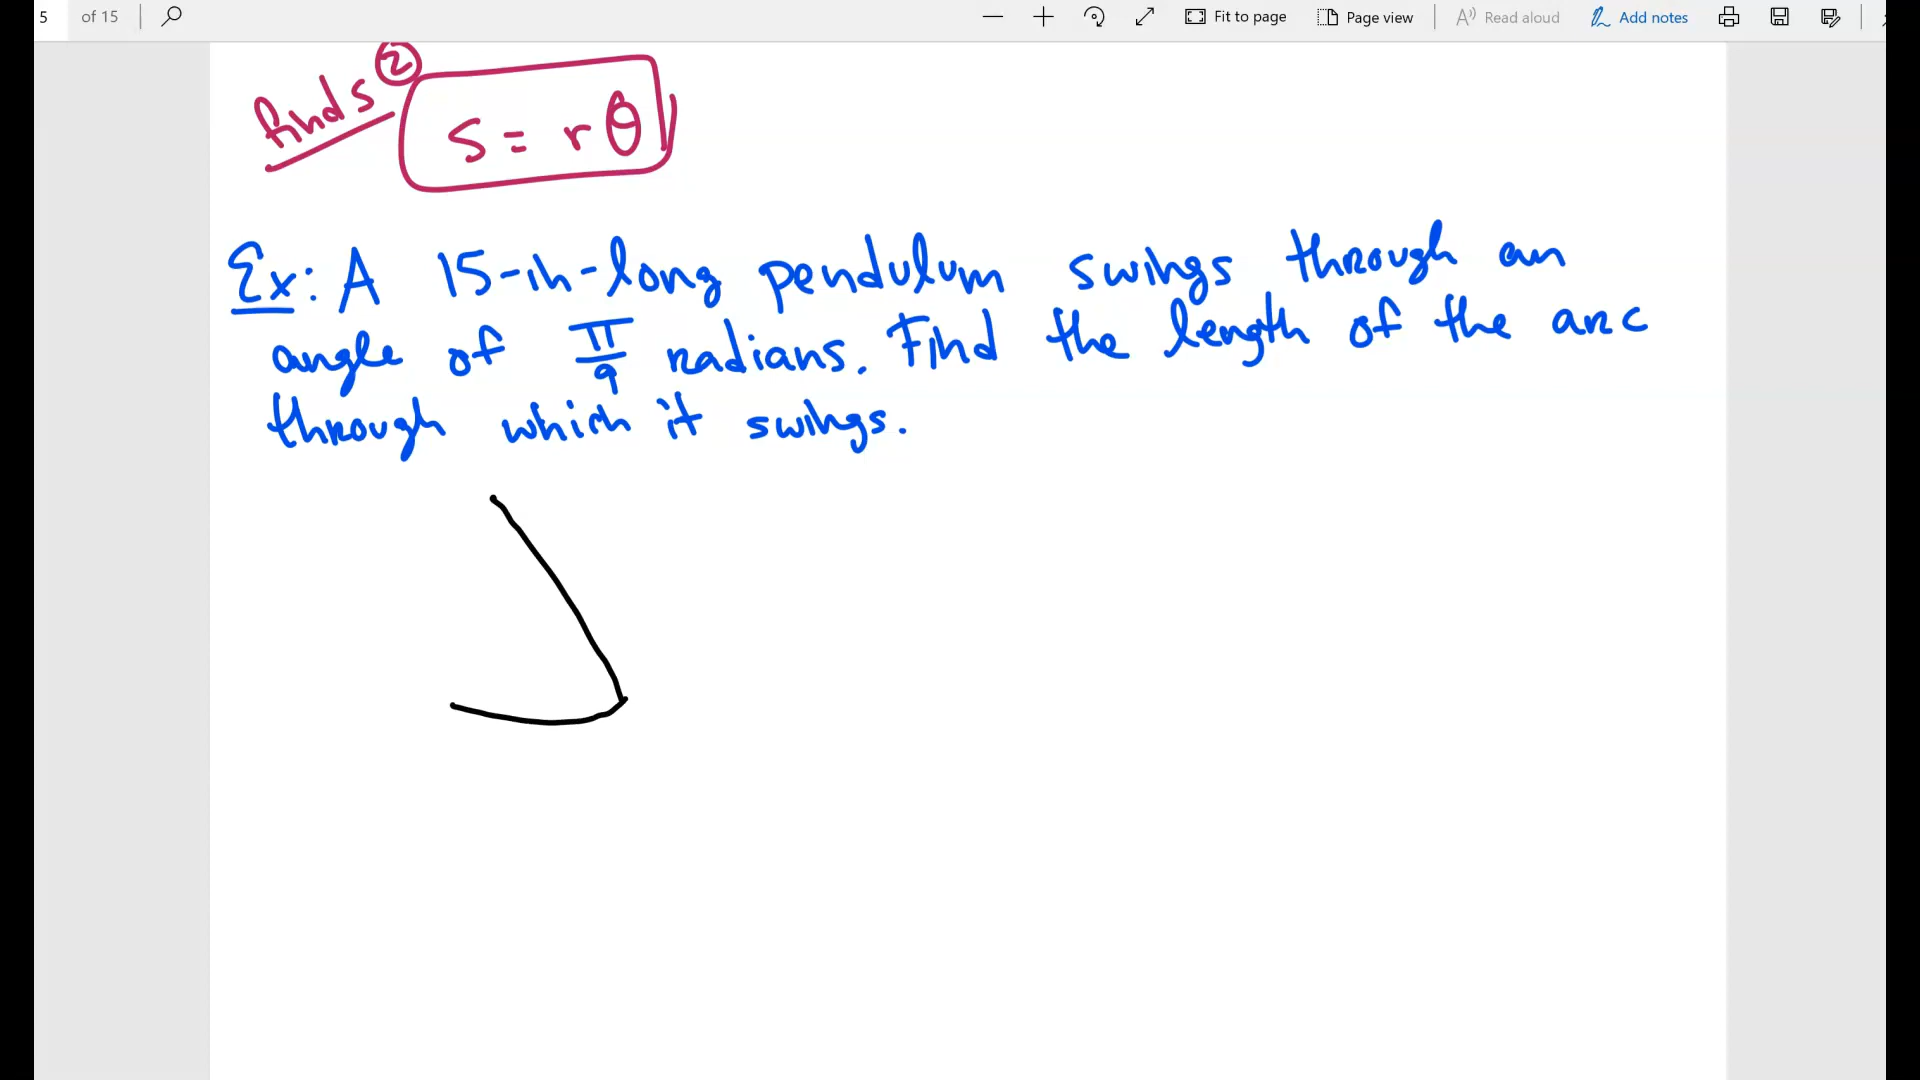 5 of 15 Fit to page Page view Read aloud Add notes
find s ② s = rθ
Ex: A 15-in-long pendulum swings through an
angle of π/9 radians. Find the length of the arc
through which it swings.